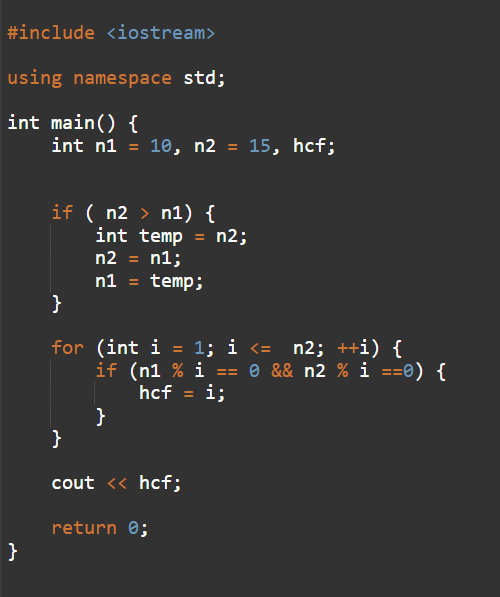 #include <iostream>
using namespace std;
int main() {
    int n1 = 10, n2 = 15, hcf;
    if ( n2 > n1) {
        int temp = n2;
        n2 = n1;
        n1 = temp;
    }
    for (int i = 1; i <=  n2; ++i) {
        if (n1 % i == 0 && n2 % i ==0) {
            hcf = i;
        }
    }
    cout << hcf;
    return 0;
}